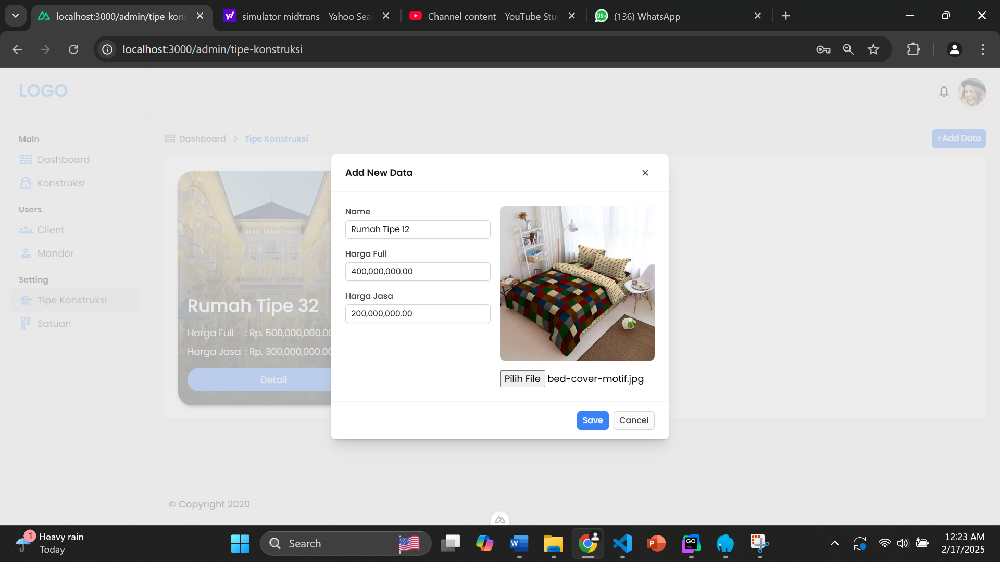 localhost:3000/admin/tipe-kons
simulator midtrans - Yahoo Sea
Channel content - YouTube Stu
(136) WhatsApp
localhost:3000/admin/tipe-konstruksi
LOGO
Main
Dashboard
Konstruksi
Users
Client
Mandor
Setting
Tipe Konstruksi
Satuan
Dashboard > Tipe Konstruksi
+Add Data
Rumah Tipe 32
Harga Full : Rp. 500,000,000.00
Harga Jasa : Rp. 300,000,000.00
Detail
Add New Data
Name
Rumah Tipe 12
Harga Full
400,000,000.00
Harga Jasa
200,000,000.00
Pilih File bed-cover-motif.jpg
Save Cancel
© Copyright 2020
1
Heavy rain
Today
Search
12:23 AM
2/17/2025